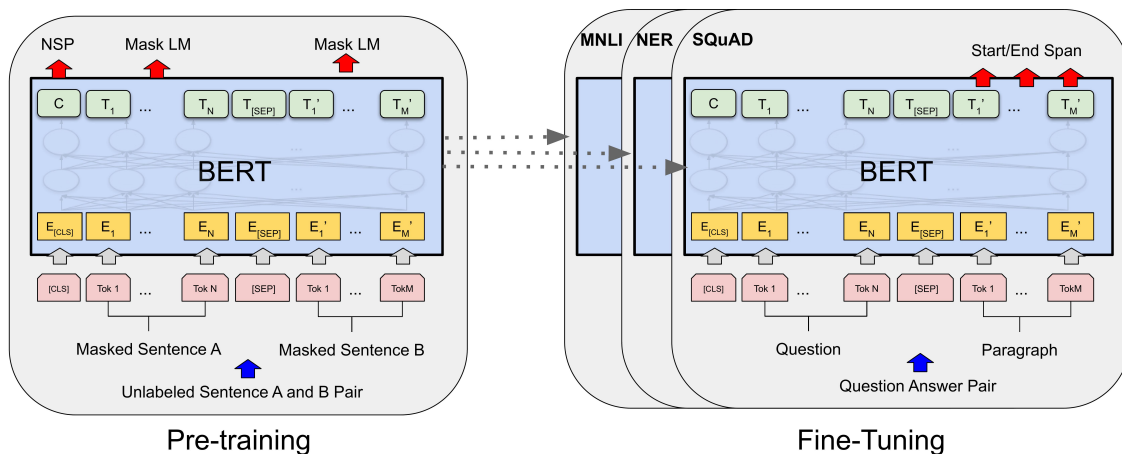 NSP Mask LM Mask LM
C T1 ... TN T[SEP] T1' ... TM'
...
BERT
...
E[CLS] E1 ... EN E[SEP] E1' ... EM'
[CLS] Tok 1 ... Tok N [SEP] Tok 1 ... TokM
Masked Sentence A Masked Sentence B
Unlabeled Sentence A and B Pair
Pre-training
MNLI NER SQuAD
Start/End Span
C T1 ... TN T[SEP] T1' ... TM'
...
BERT
...
E[CLS] E1 ... EN E[SEP] E1' ... EM'
[CLS] Tok 1 ... Tok N [SEP] Tok 1 ... TokM
Question Paragraph
Question Answer Pair
Fine-Tuning